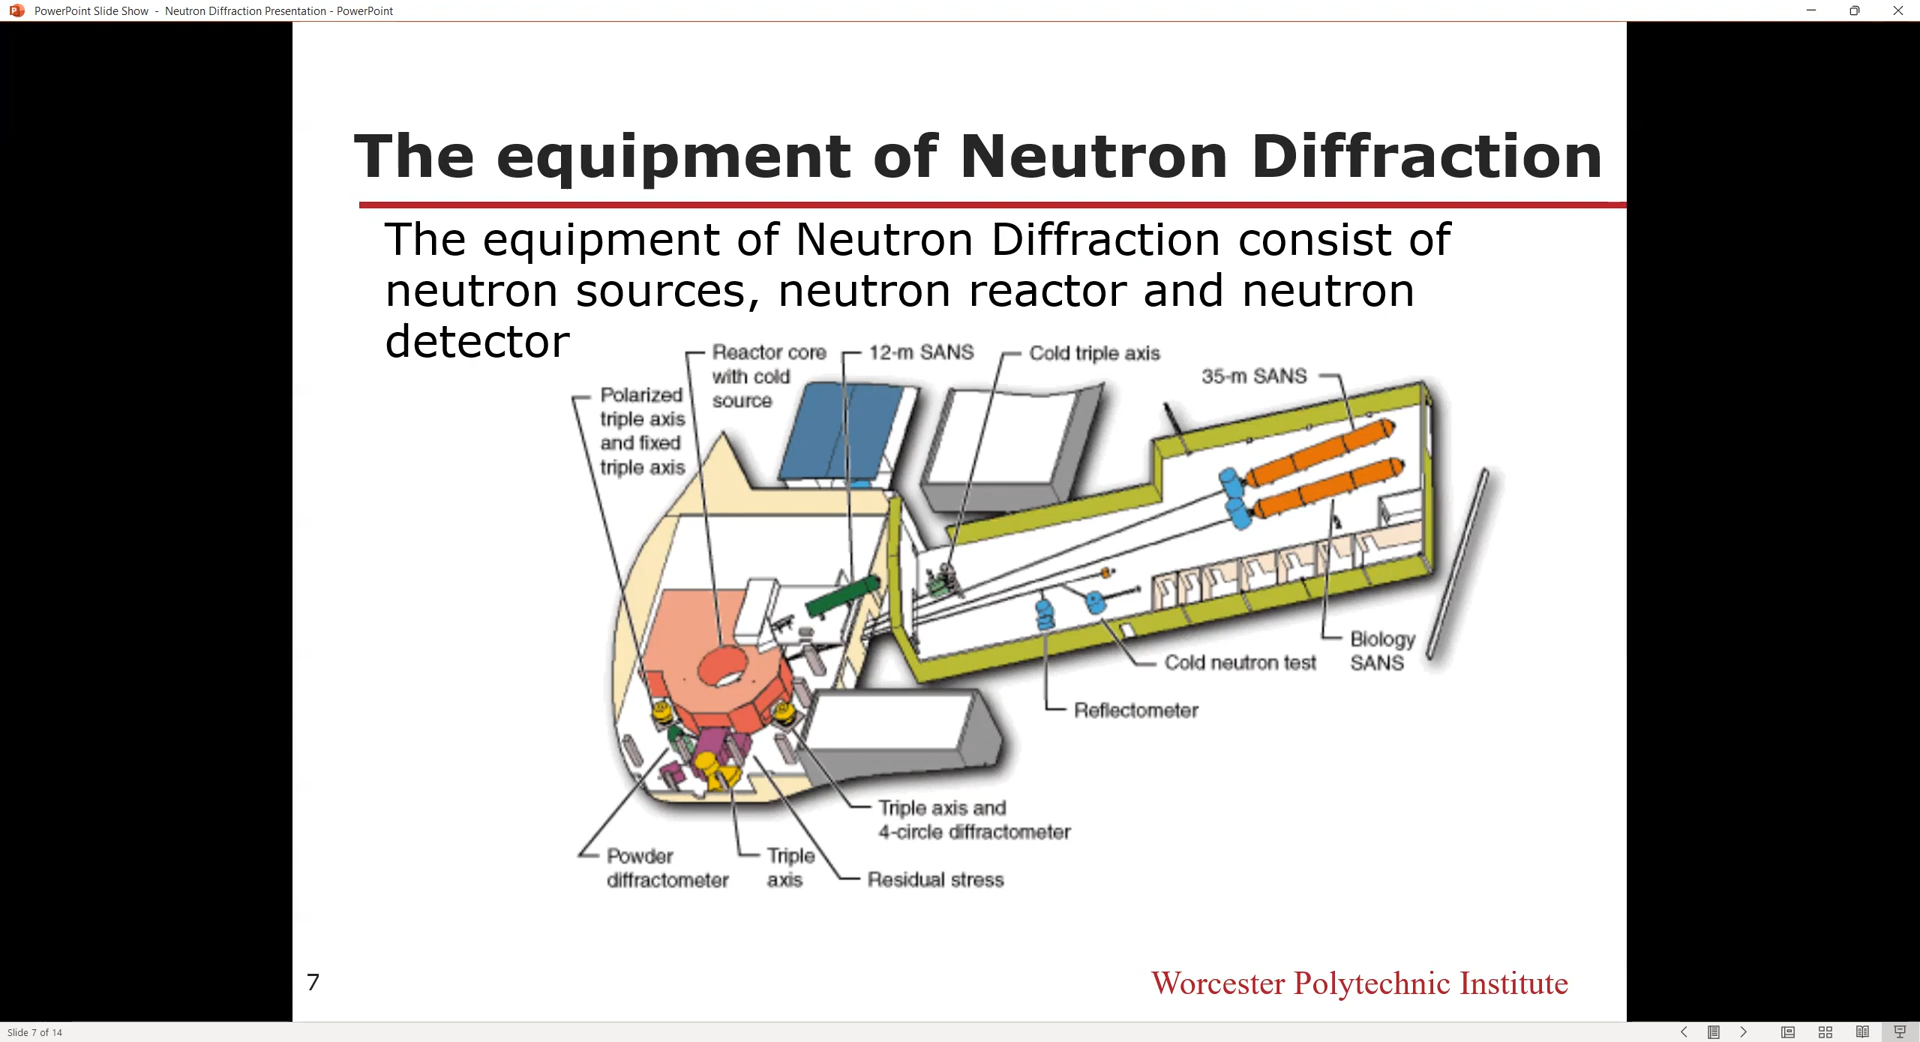 PowerPoint Slide Show - Neutron Diffraction Presentation - PowerPoint
The equipment of Neutron Diffraction
The equipment of Neutron Diffraction consist of
neutron sources, neutron reactor and neutron
detector
Reactor core
with cold
source
12-m SANS
Cold triple axis
35-m SANS
Polarized
triple axis
and fixed
triple axis
Biology
SANS
Cold neutron test
Reflectometer
Triple axis and
4-circle diffractometer
Powder
diffractometer
Triple
axis
Residual stress
7
Worcester Polytechnic Institute
Slide 7 of 14